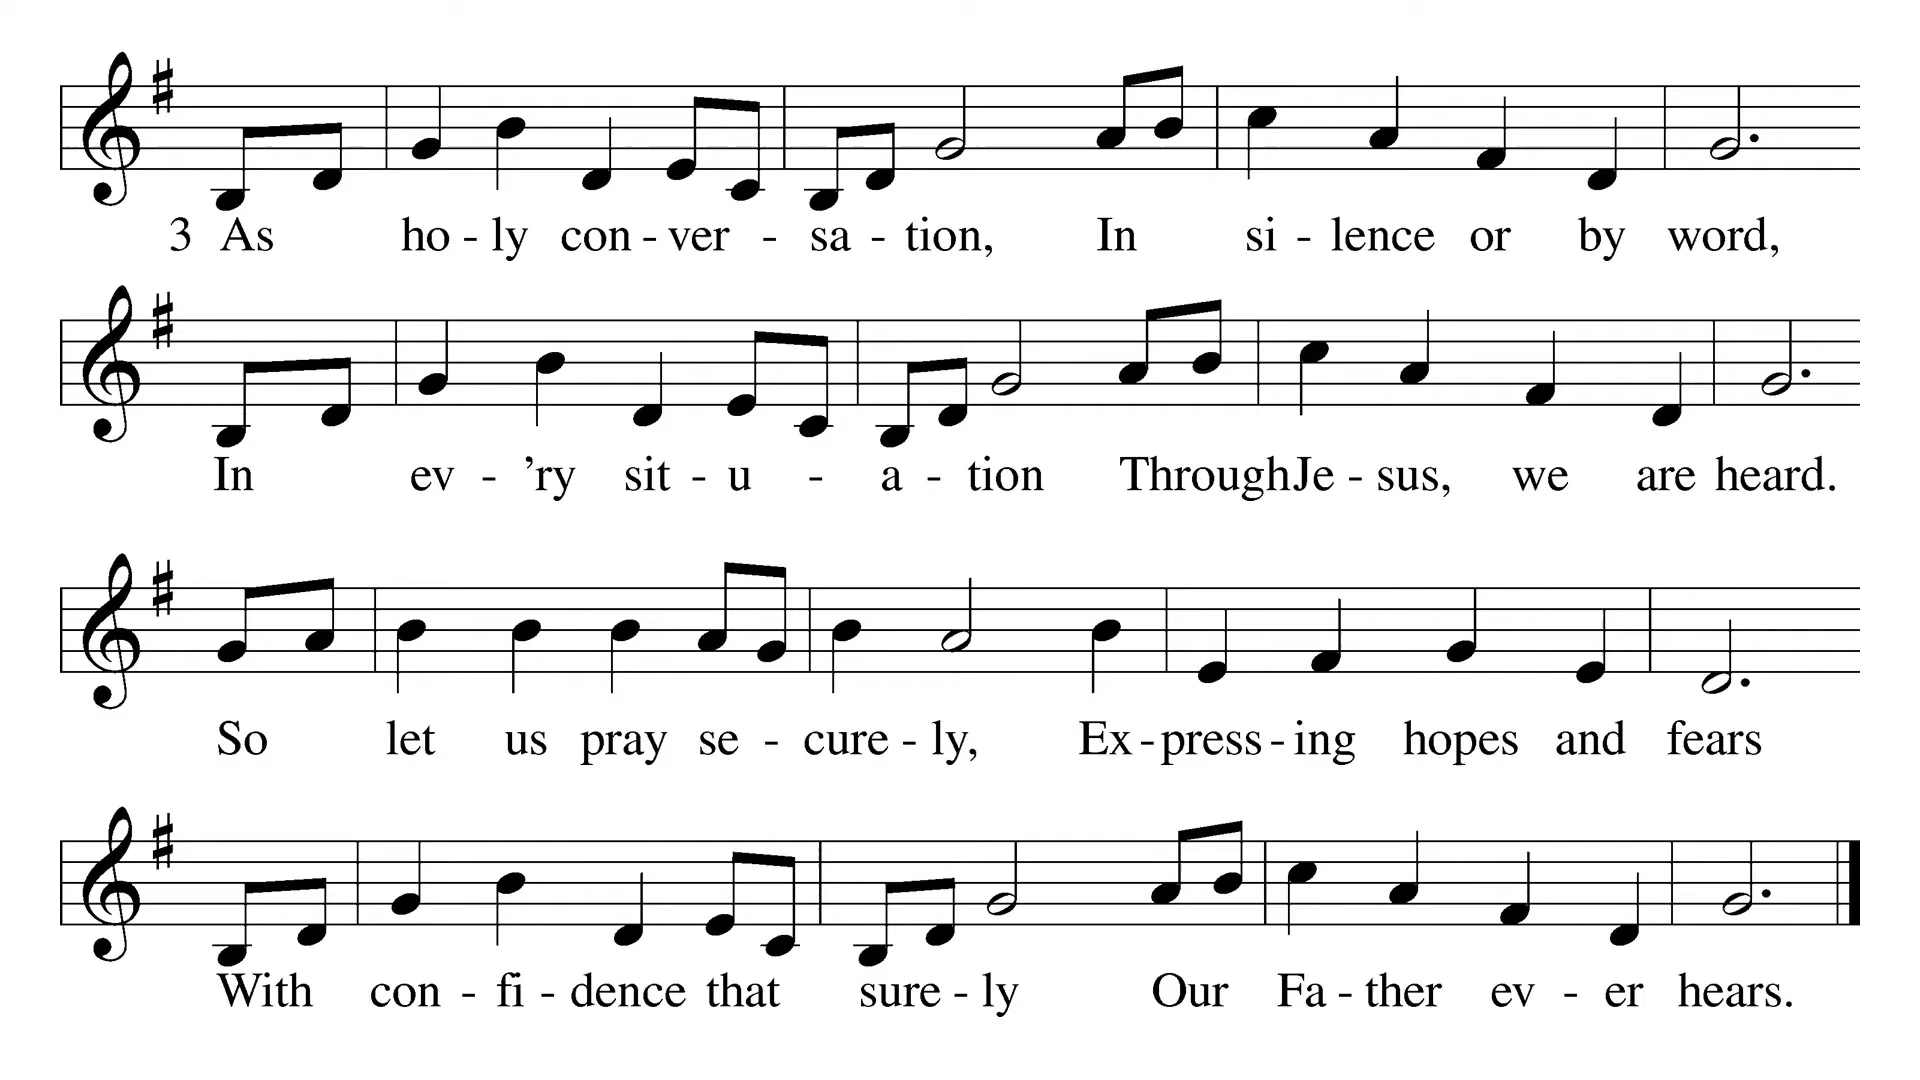 3 As ho - ly con - ver - sa - tion, In si - lence or by word,
In ev - ’ry sit - u - a - tion Through Je - sus, we are heard.
So let us pray se - cure - ly, Ex - press - ing hopes and fears
With con - fi - dence that sure - ly Our Fa - ther ev - er hears.